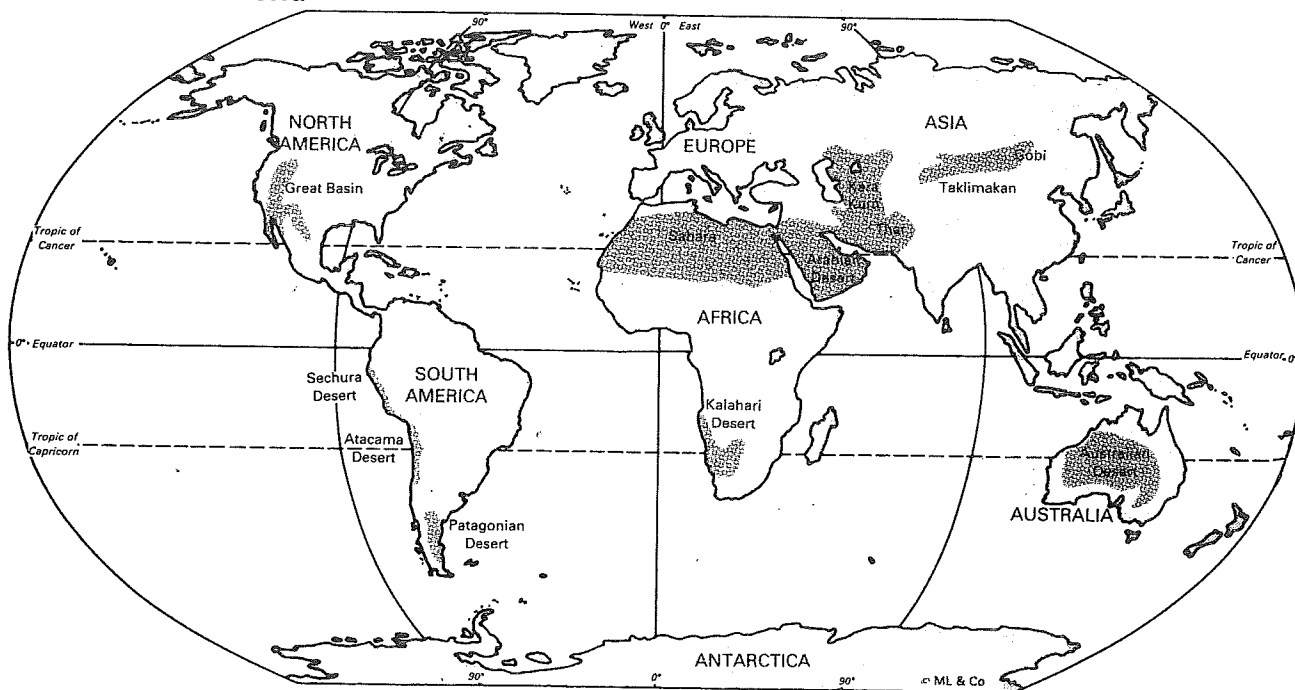 90°
West 0° East
90°
NORTH
AMERICA
EUROPE
ASIA
Great Basin
Gobi
Kara
Kum
Taklimakan
Tropic of
Cancer
Sahara
Thar
Arabian
Desert
Tropic of
Cancer
AFRICA
0° Equator
Equator 0°
Sechura
Desert
SOUTH
AMERICA
Kalahari
Desert
Tropic of
Capricorn
Atacama
Desert
Australian
Desert
AUSTRALIA
Patagonian
Desert
ANTARCTICA
90°
0°
90°
ML & Co